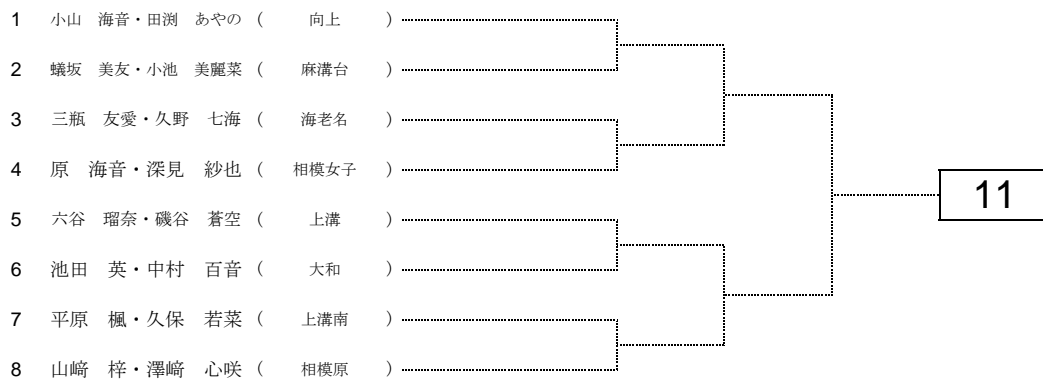 1 小山 海音・田渕 あやの ( 向上 )
2 蟻坂 美友・小池 美麗菜 ( 麻溝台 )
3 三瓶 友愛・久野 七海 ( 海老名 )
4 原 海音・深見 紗也 ( 相模女子 )
5 六谷 瑠奈・磯谷 蒼空 ( 上溝 )
6 池田 英・中村 百音 ( 大和 )
7 平原 楓・久保 若菜 ( 上溝南 )
8 山﨑 梓・澤﨑 心咲 ( 相模原 )
11